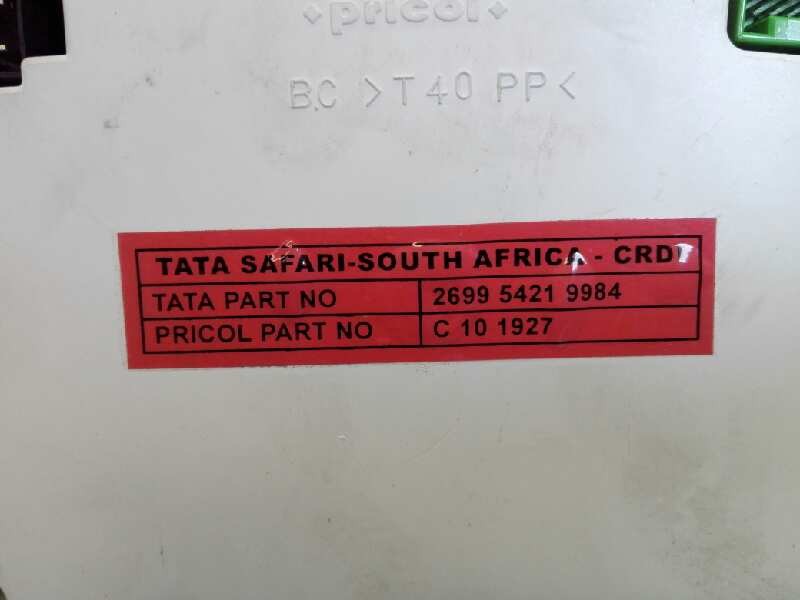 pricol
B.C >T40 PP<
TATA SAFARI-SOUTH AFRICA - CRDI
TATA PART NO 2699 5421 9984
PRICOL PART NO C 10 1927